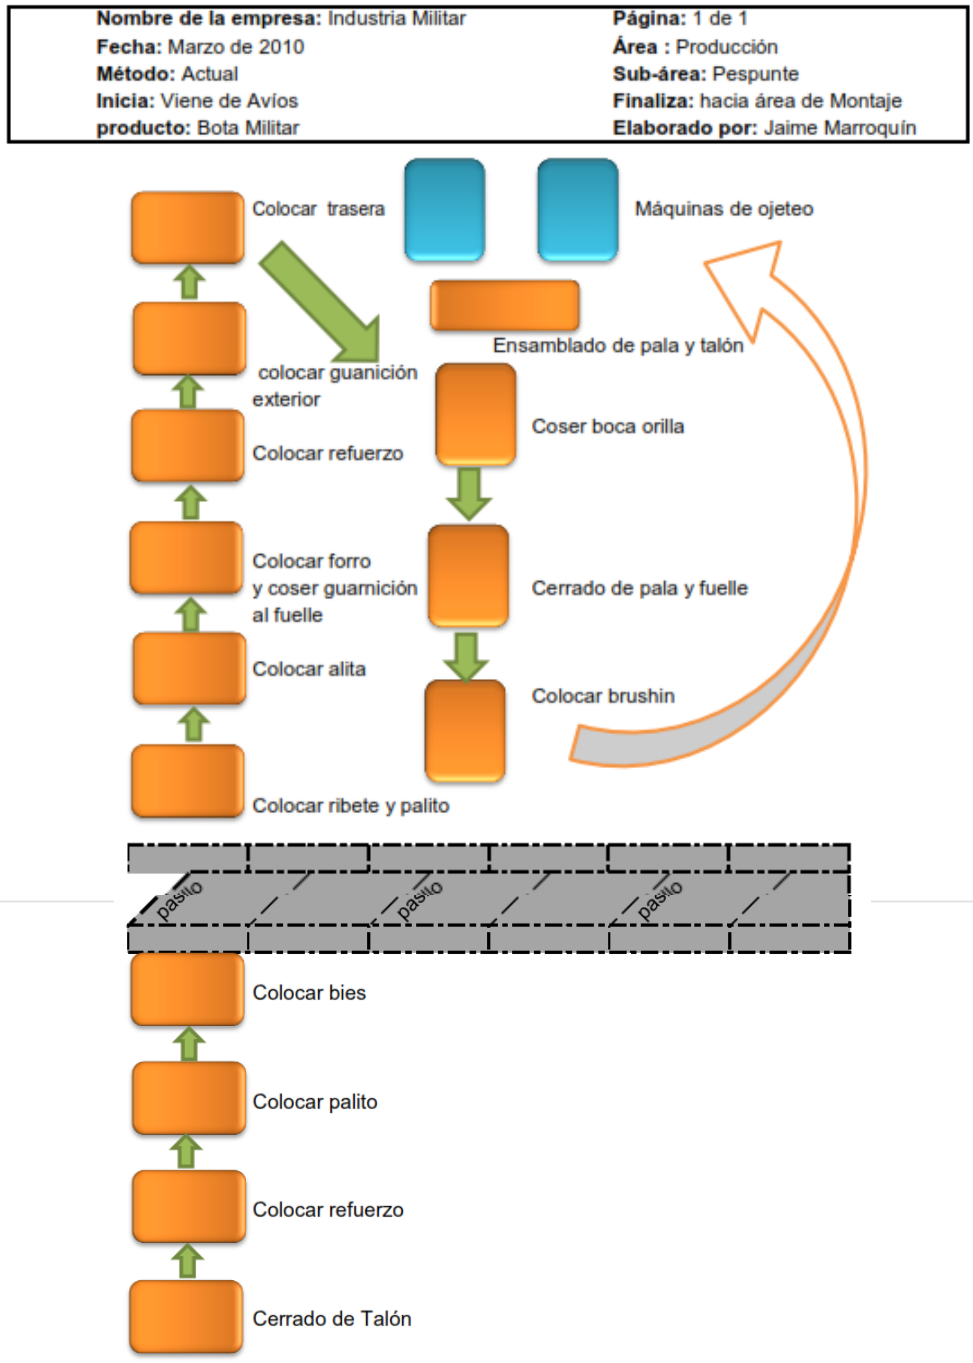 Nombre de la empresa: Industria Militar
Página: 1 de 1
Fecha: Marzo de 2010
Área : Producción
Método: Actual
Sub-área: Pespunte
Inicia: Viene de Avíos
Finaliza: hacia área de Montaje
producto: Bota Militar
Elaborado por: Jaime Marroquín
Colocar trasera
Máquinas de ojeteo
Ensamblado de pala y talón
colocar guanición
exterior
Coser boca orilla
Colocar refuerzo
Colocar forro
y coser guarnición
al fuelle
Cerrado de pala y fuelle
Colocar alita
Colocar brushin
Colocar ribete y palito
pasillo
pasillo
pasillo
Colocar bies
Colocar palito
Colocar refuerzo
Cerrado de Talón